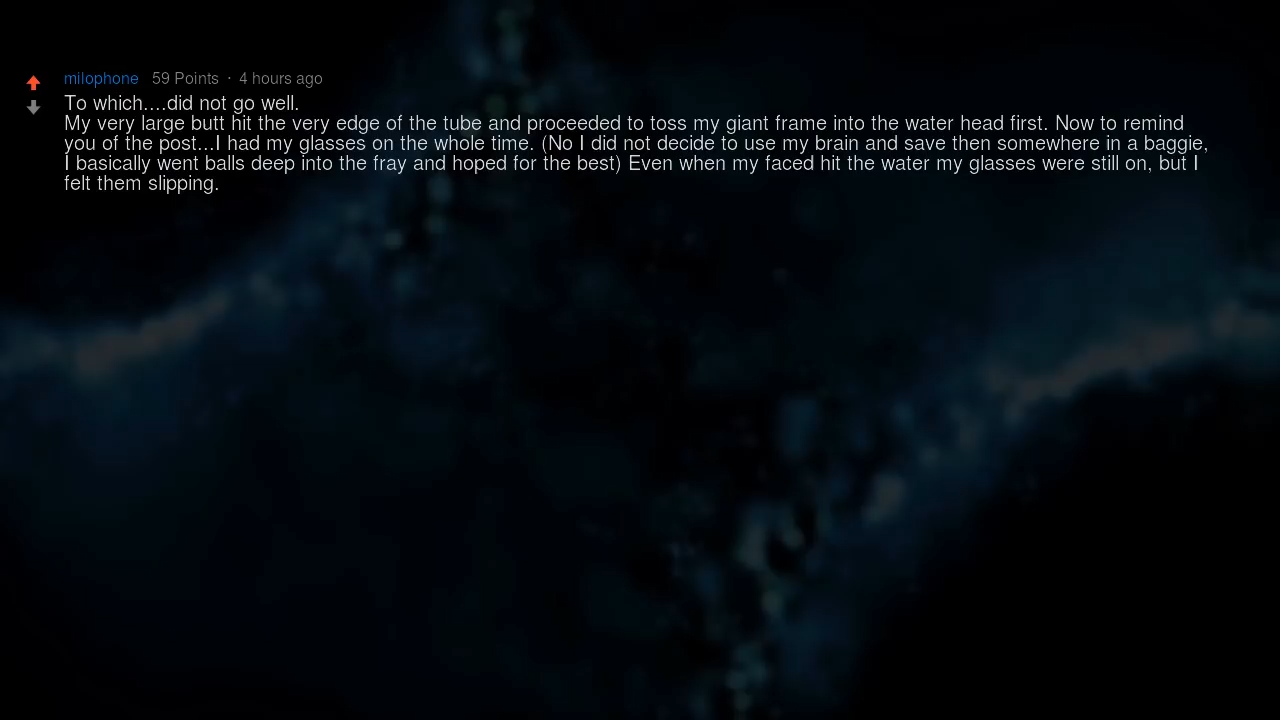 milophone 59 Points · 4 hours ago
To which....did not go well.
My very large butt hit the very edge of the tube and proceeded to toss my giant frame into the water head first. Now to remind
you of the post...I had my glasses on the whole time. (No I did not decide to use my brain and save then somewhere in a baggie,
I basically went balls deep into the fray and hoped for the best) Even when my faced hit the water my glasses were still on, but I
felt them slipping.